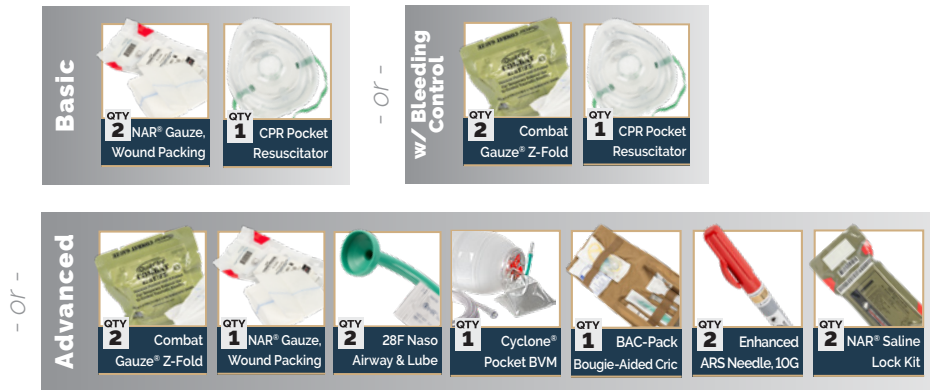 Basic
QTY
2
NAR® Gauze,
Wound Packing
QTY
1
CPR Pocket
Resuscitator
- or -
w/ Bleeding
Control
QTY
2
Combat
Gauze® Z-Fold
QTY
1
CPR Pocket
Resuscitator
- or -
Advanced
QTY
2
Combat
Gauze® Z-Fold
QTY
1
NAR® Gauze,
Wound Packing
QTY
2
28F Naso
Airway & Lube
QTY
1
Cyclone®
Pocket BVM
QTY
1
BAC-Pack
Bougie-Aided Cric
QTY
2
Enhanced
ARS Needle, 10G
QTY
2
NAR® Saline
Lock Kit